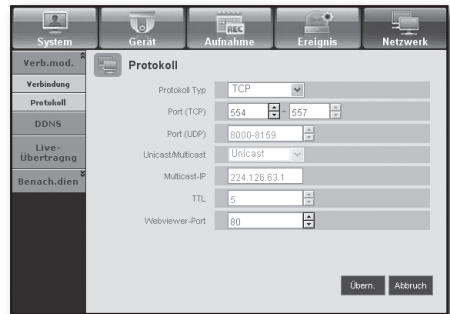 System Gerät Aufnahme Ereignis Netzwerk
REC
Verb.mod.
Verbindung
Protokoll
DDNS
Live-
Übertragng
Benach.dien
Protokoll
Protokoll Typ TCP
Port (TCP) 554 - 557
Port (UDP) 8000-8159
Unicast/Multicast Unicast
Multicast-IP 224.126.63.1
TTL 5
Webviewer-Port 80
Übern. Abbruch